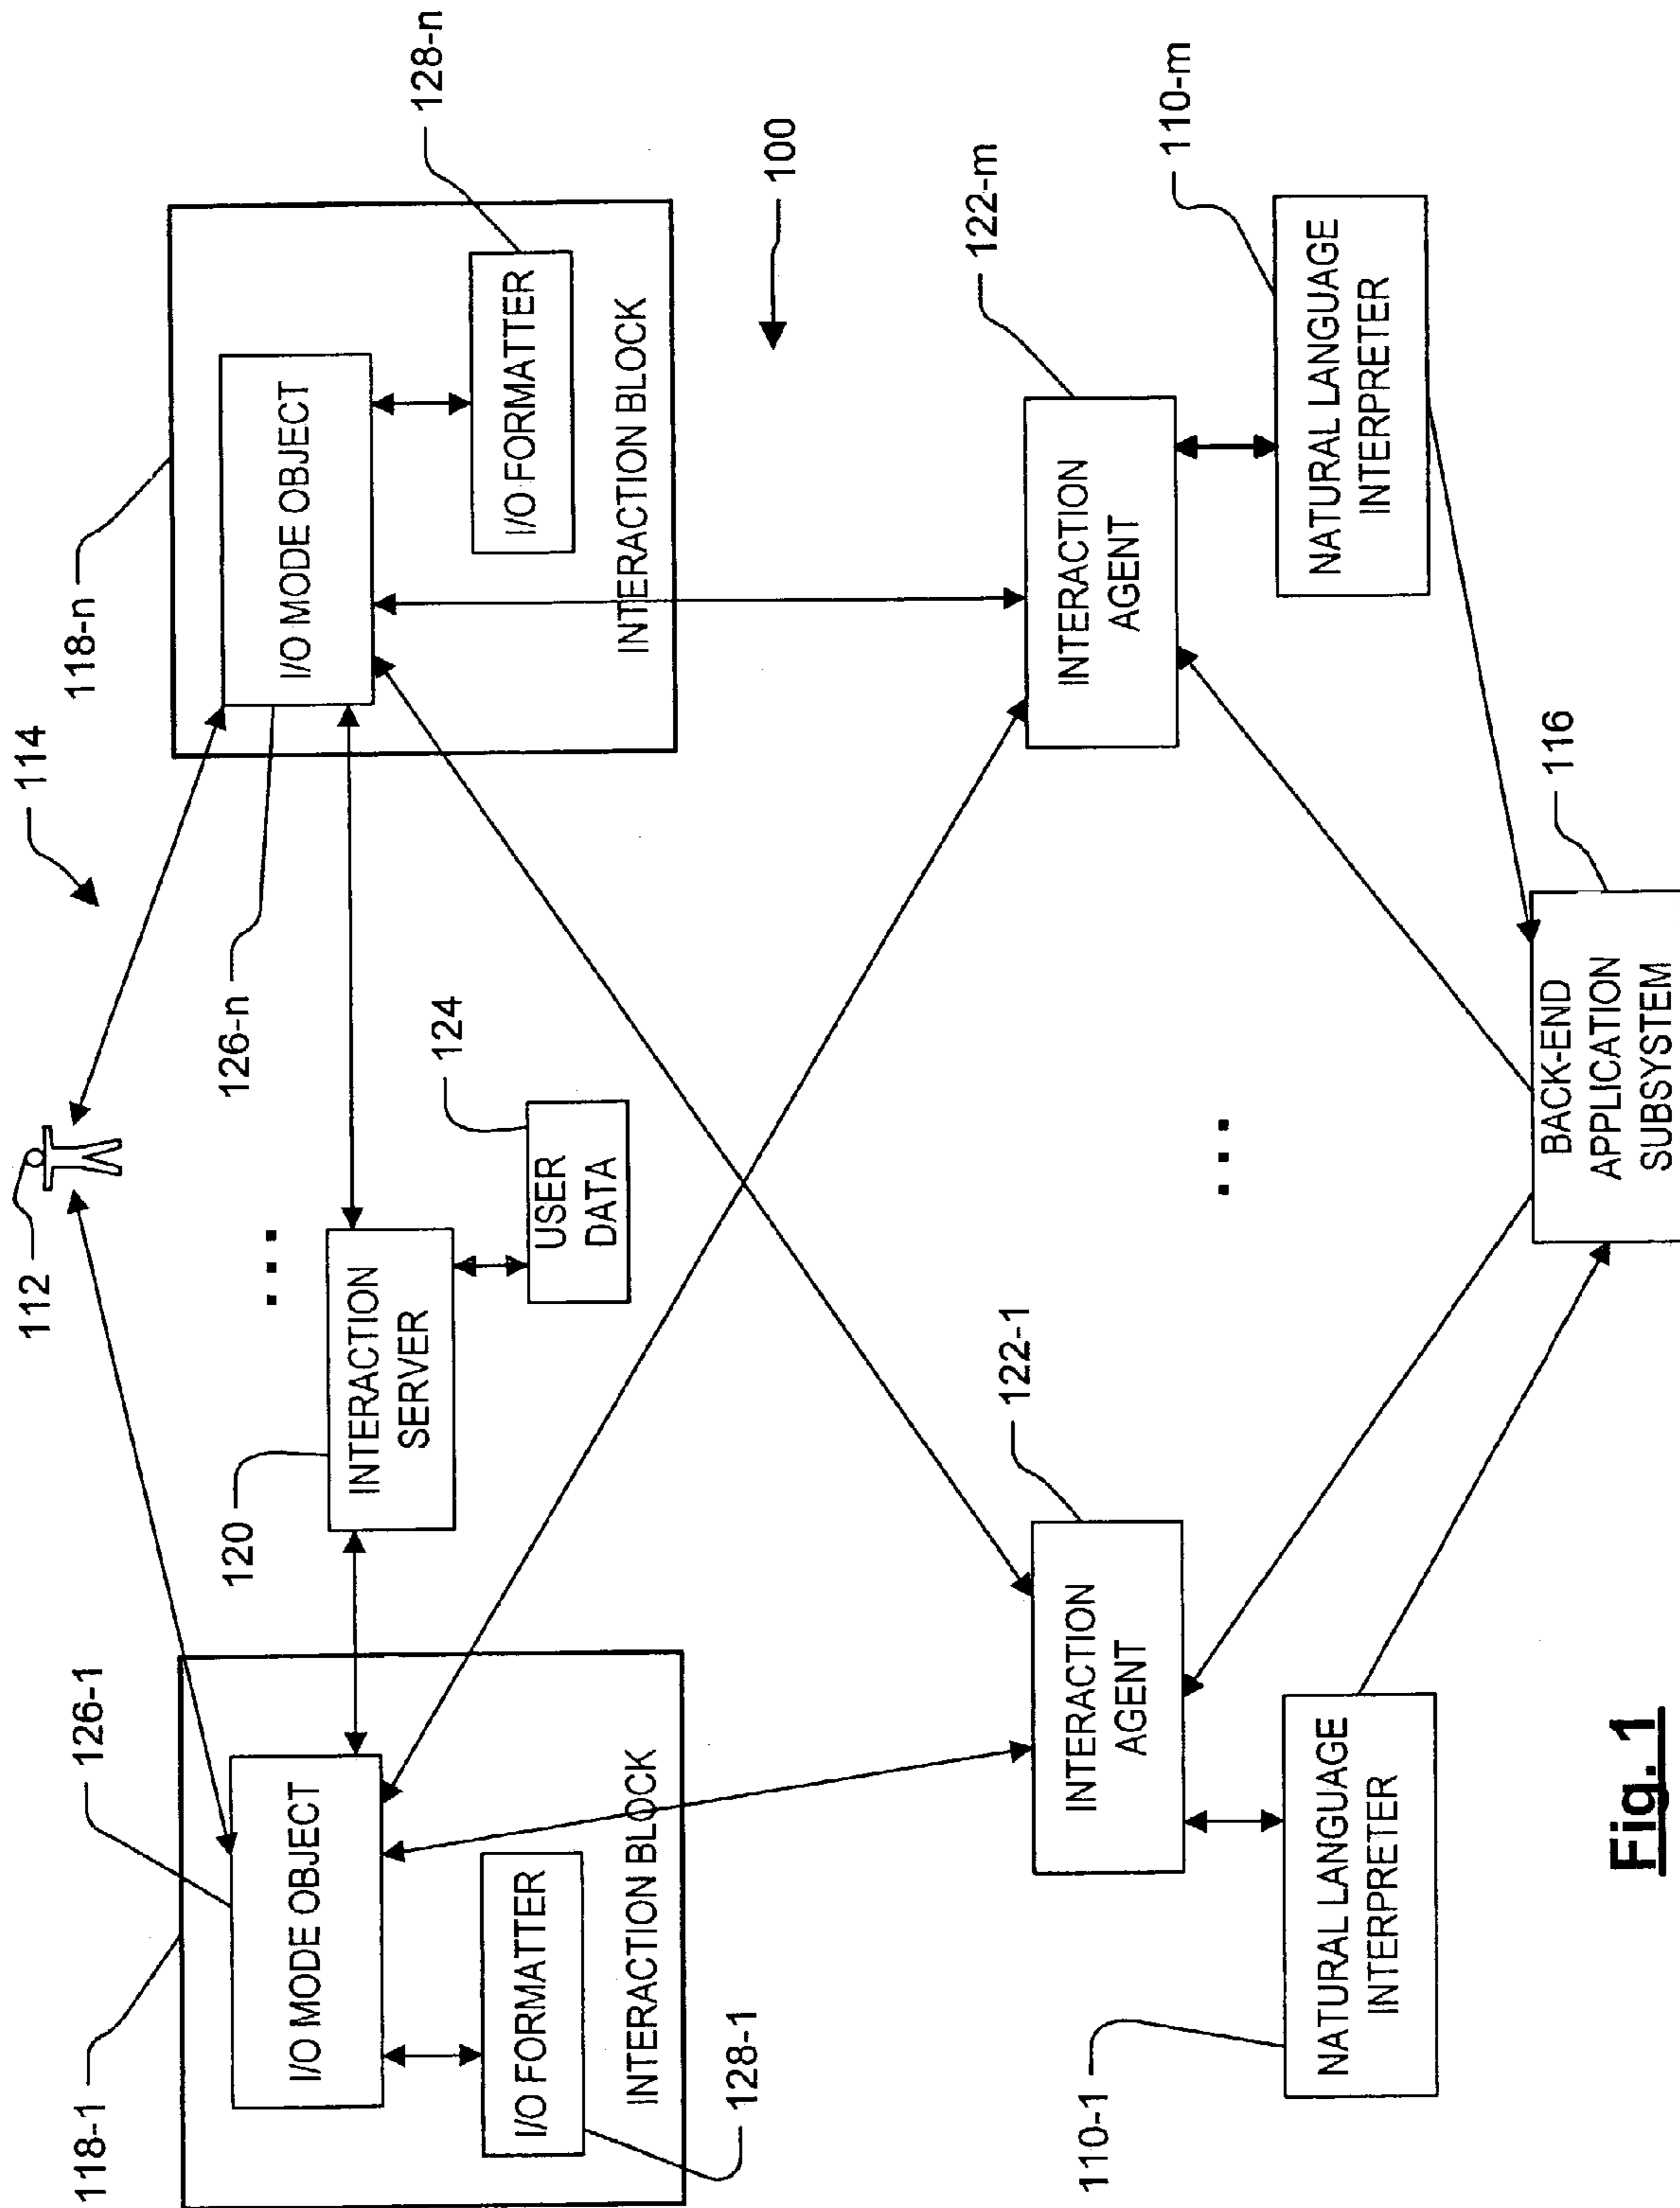 112
114
118-1
126-1
I/O MODE OBJECT
I/O FORMATTER
INTERACTION BLOCK
128-1
120
INTERACTION
SERVER
...
124
USER
DATA
126-n
118-n
I/O MODE OBJECT
I/O FORMATTER
INTERACTION BLOCK
128-n
100
122-1
INTERACTION
AGENT
110-1
NATURAL LANGUAGE
INTERPRETER
...
122-m
INTERACTION
AGENT
110-m
NATURAL LANGUAGE
INTERPRETER
116
BACK-END
APPLICATION
SUBSYSTEM
Fig. 1